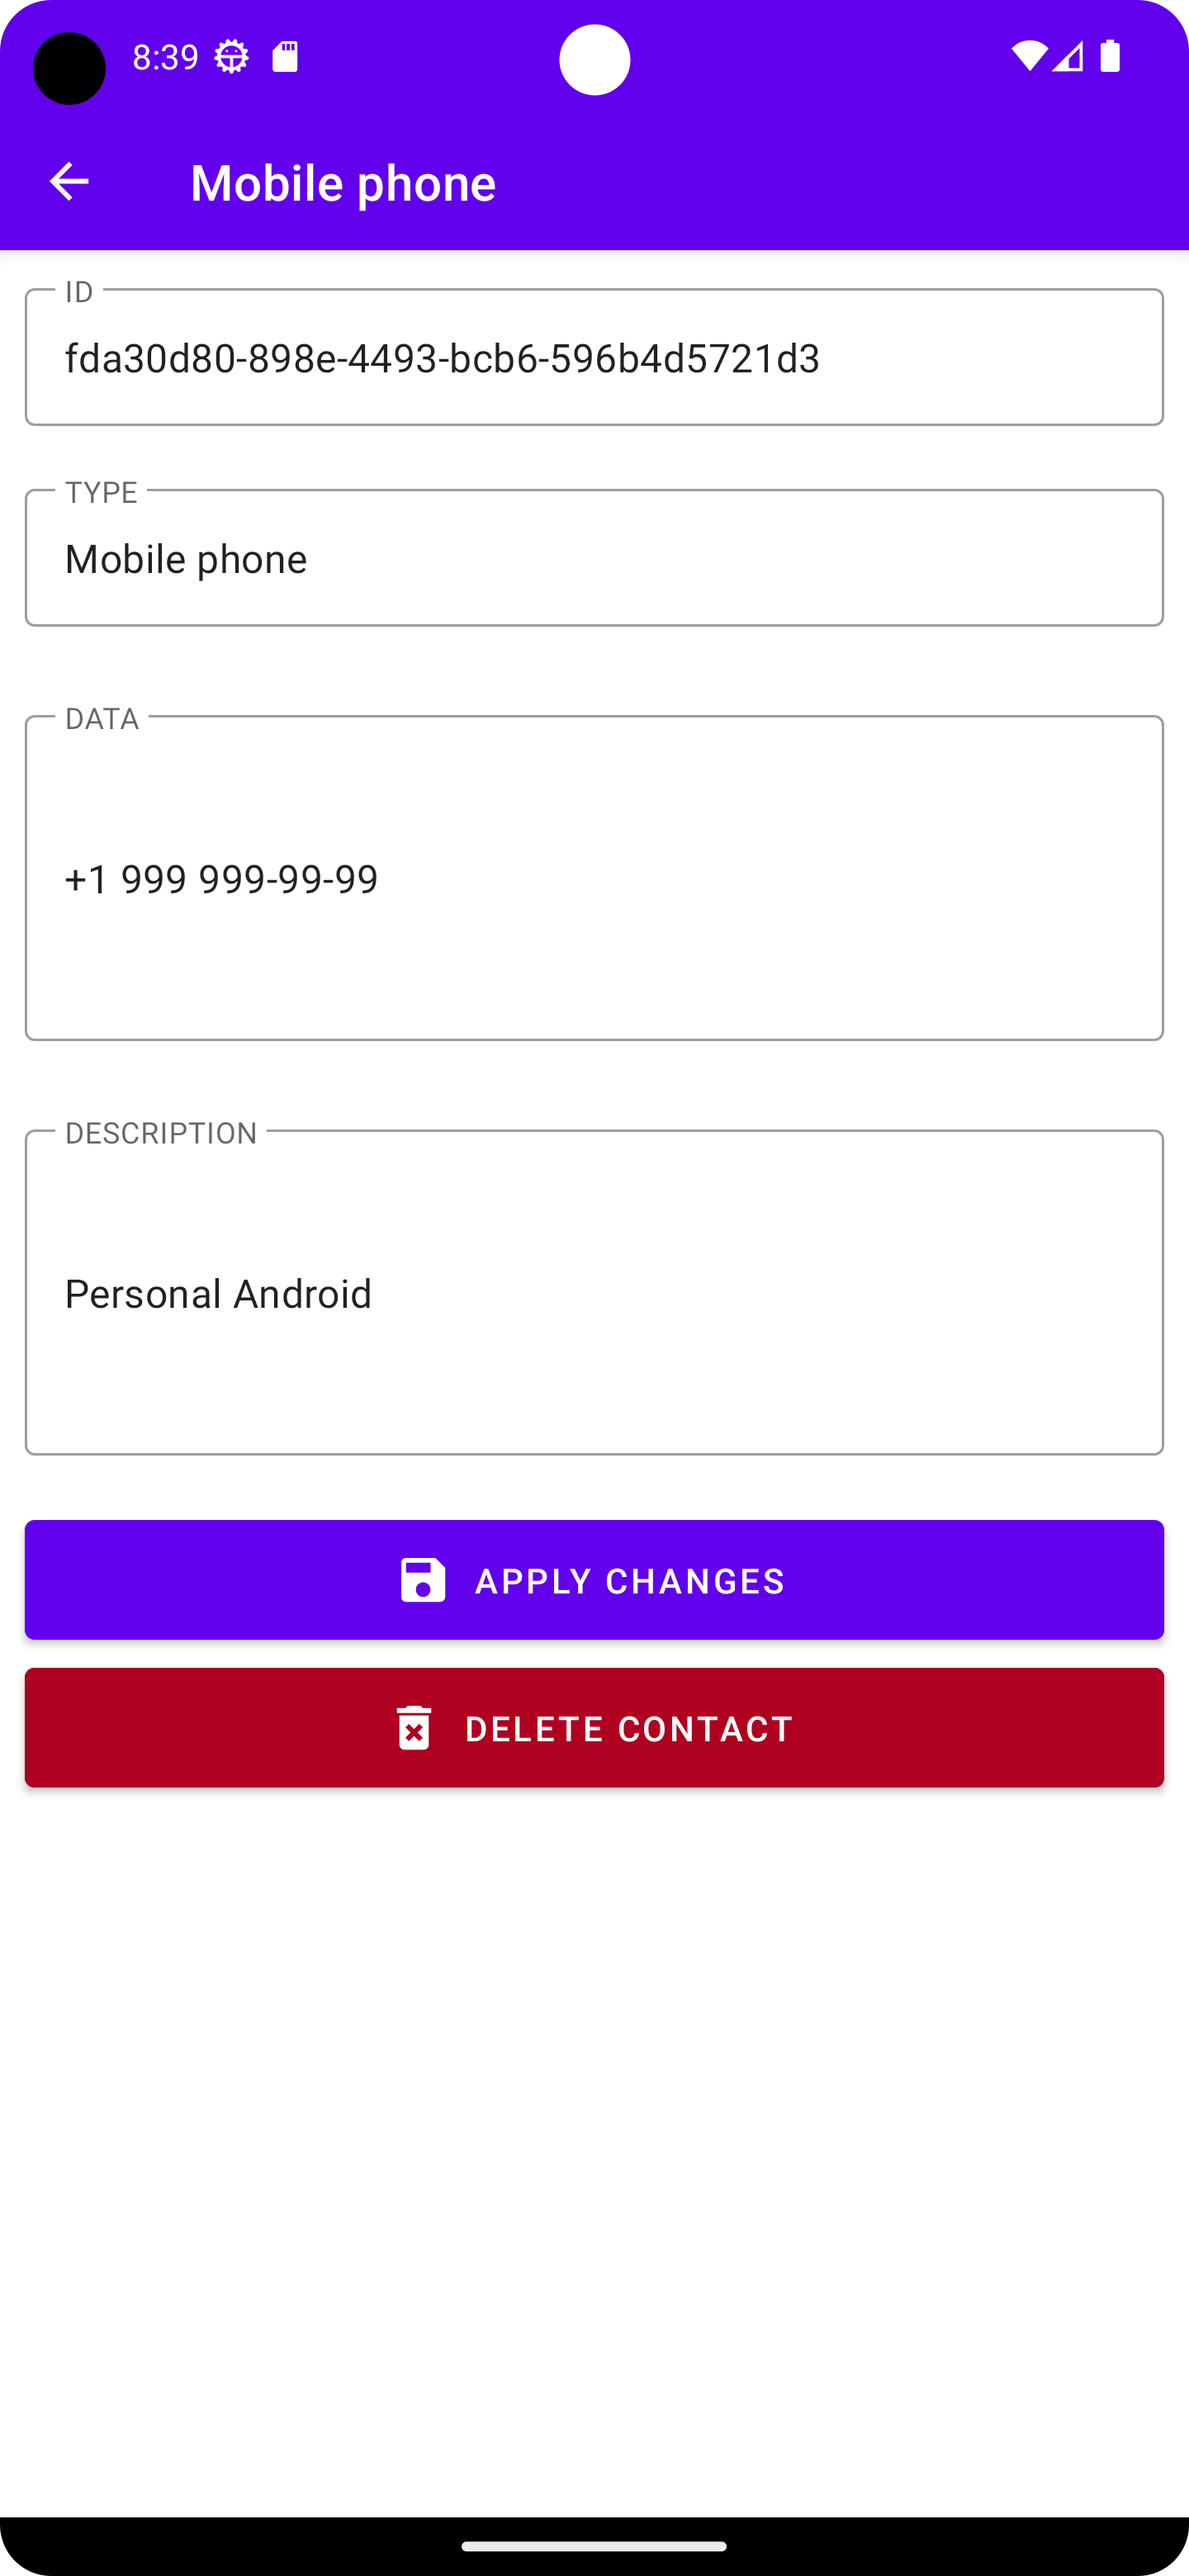 8:39
Mobile phone
ID
fda30d80-898e-4493-bcb6-596b4d5721d3
TYPE
Mobile phone
DATA
+1 999 999-99-99
DESCRIPTION
Personal Android
APPLY CHANGES
DELETE CONTACT